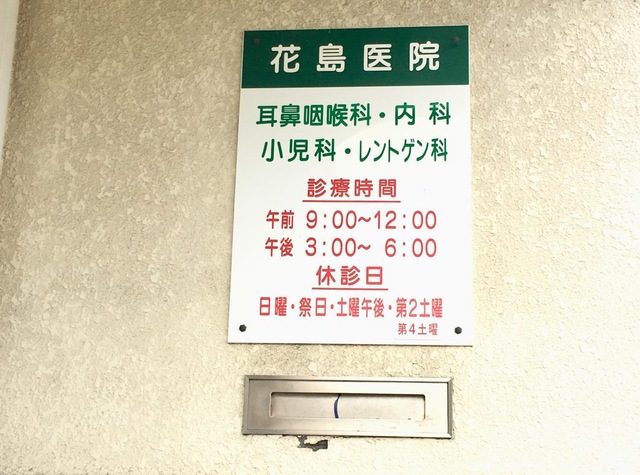 花島医院
耳鼻咽喉科・内科
小児科・レントゲン科
診療時間
午前 9:00〜12:00
午後 3:00〜 6:00
休診日
日曜・祭日・土曜午後・第2土曜
第4土曜